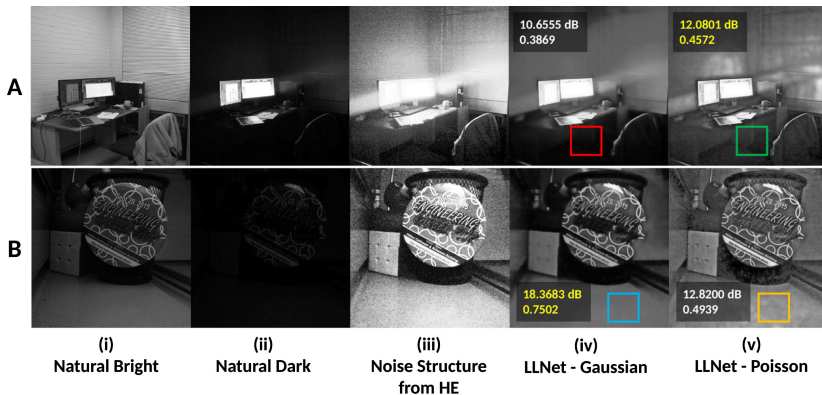 A
10.6555 dB
0.3869
12.0801 dB
0.4572
B
ENGINEERING
18.3683 dB
0.7502
12.8200 dB
0.4939
(i)
Natural Bright
(ii)
Natural Dark
(iii)
Noise Structure
from HE
(iv)
LLNet - Gaussian
(v)
LLNet - Poisson